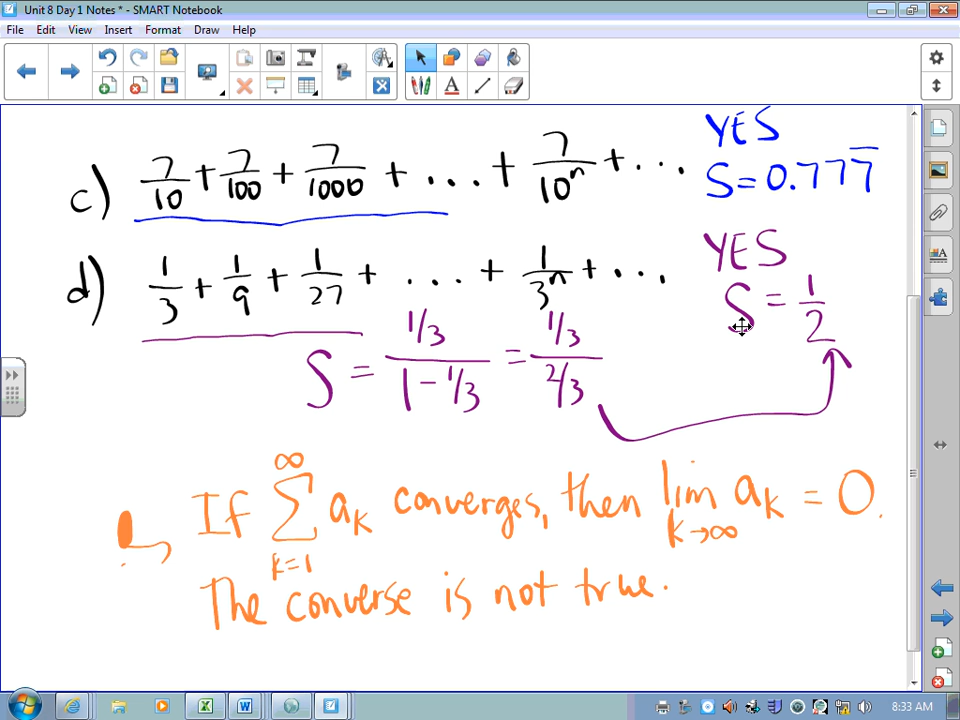 Unit 8 Day 1 Notes * - SMART Notebook
File Edit View Insert Format Draw Help
c) 7/10 + 7/100 + 7/1000 + ... + 7/10ⁿ + ...
YES
S = 0.777̅
d) 1/3 + 1/9 + 1/27 + ... + 1/3ⁿ + ...
YES
S = 1/2
S = (1/3)/(1 - 1/3) = (1/3)/(2/3)
If ∑_{k=1}^{∞} a_k converges, then lim_{k→∞} a_k = 0.
The converse is not true.
8:33 AM